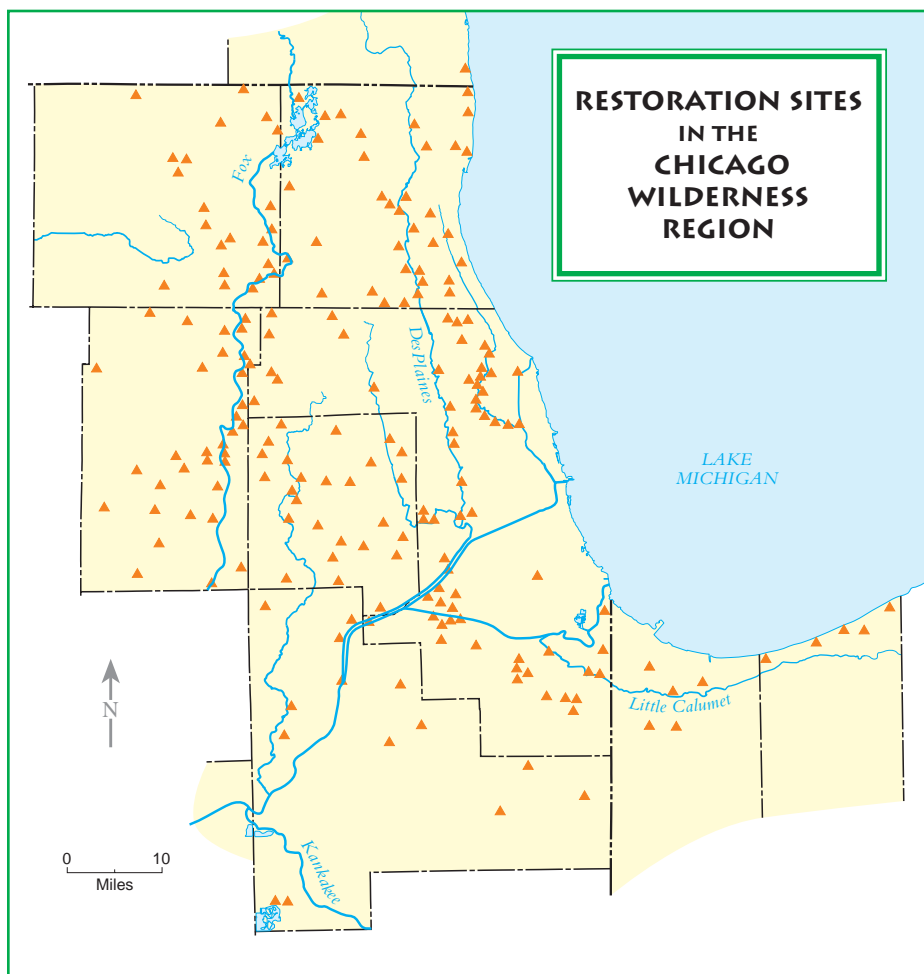 RESTORATION SITES
IN THE
CHICAGO
WILDERNESS
REGION
Fox
Des Plaines
LAKE
MICHIGAN
N
Little Calumet
Kankakee
0 10
Miles